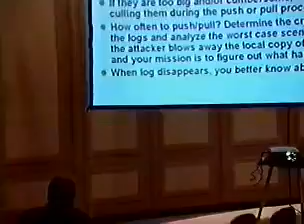 If they are too big and/or
culling them during the push or pull proc
How often to push/pull? Determine the cr
the logs and analyze the worst case scen
the attacker blows away the local copy of
and your mission is to figure out what ha
When log disappears, you better know ab